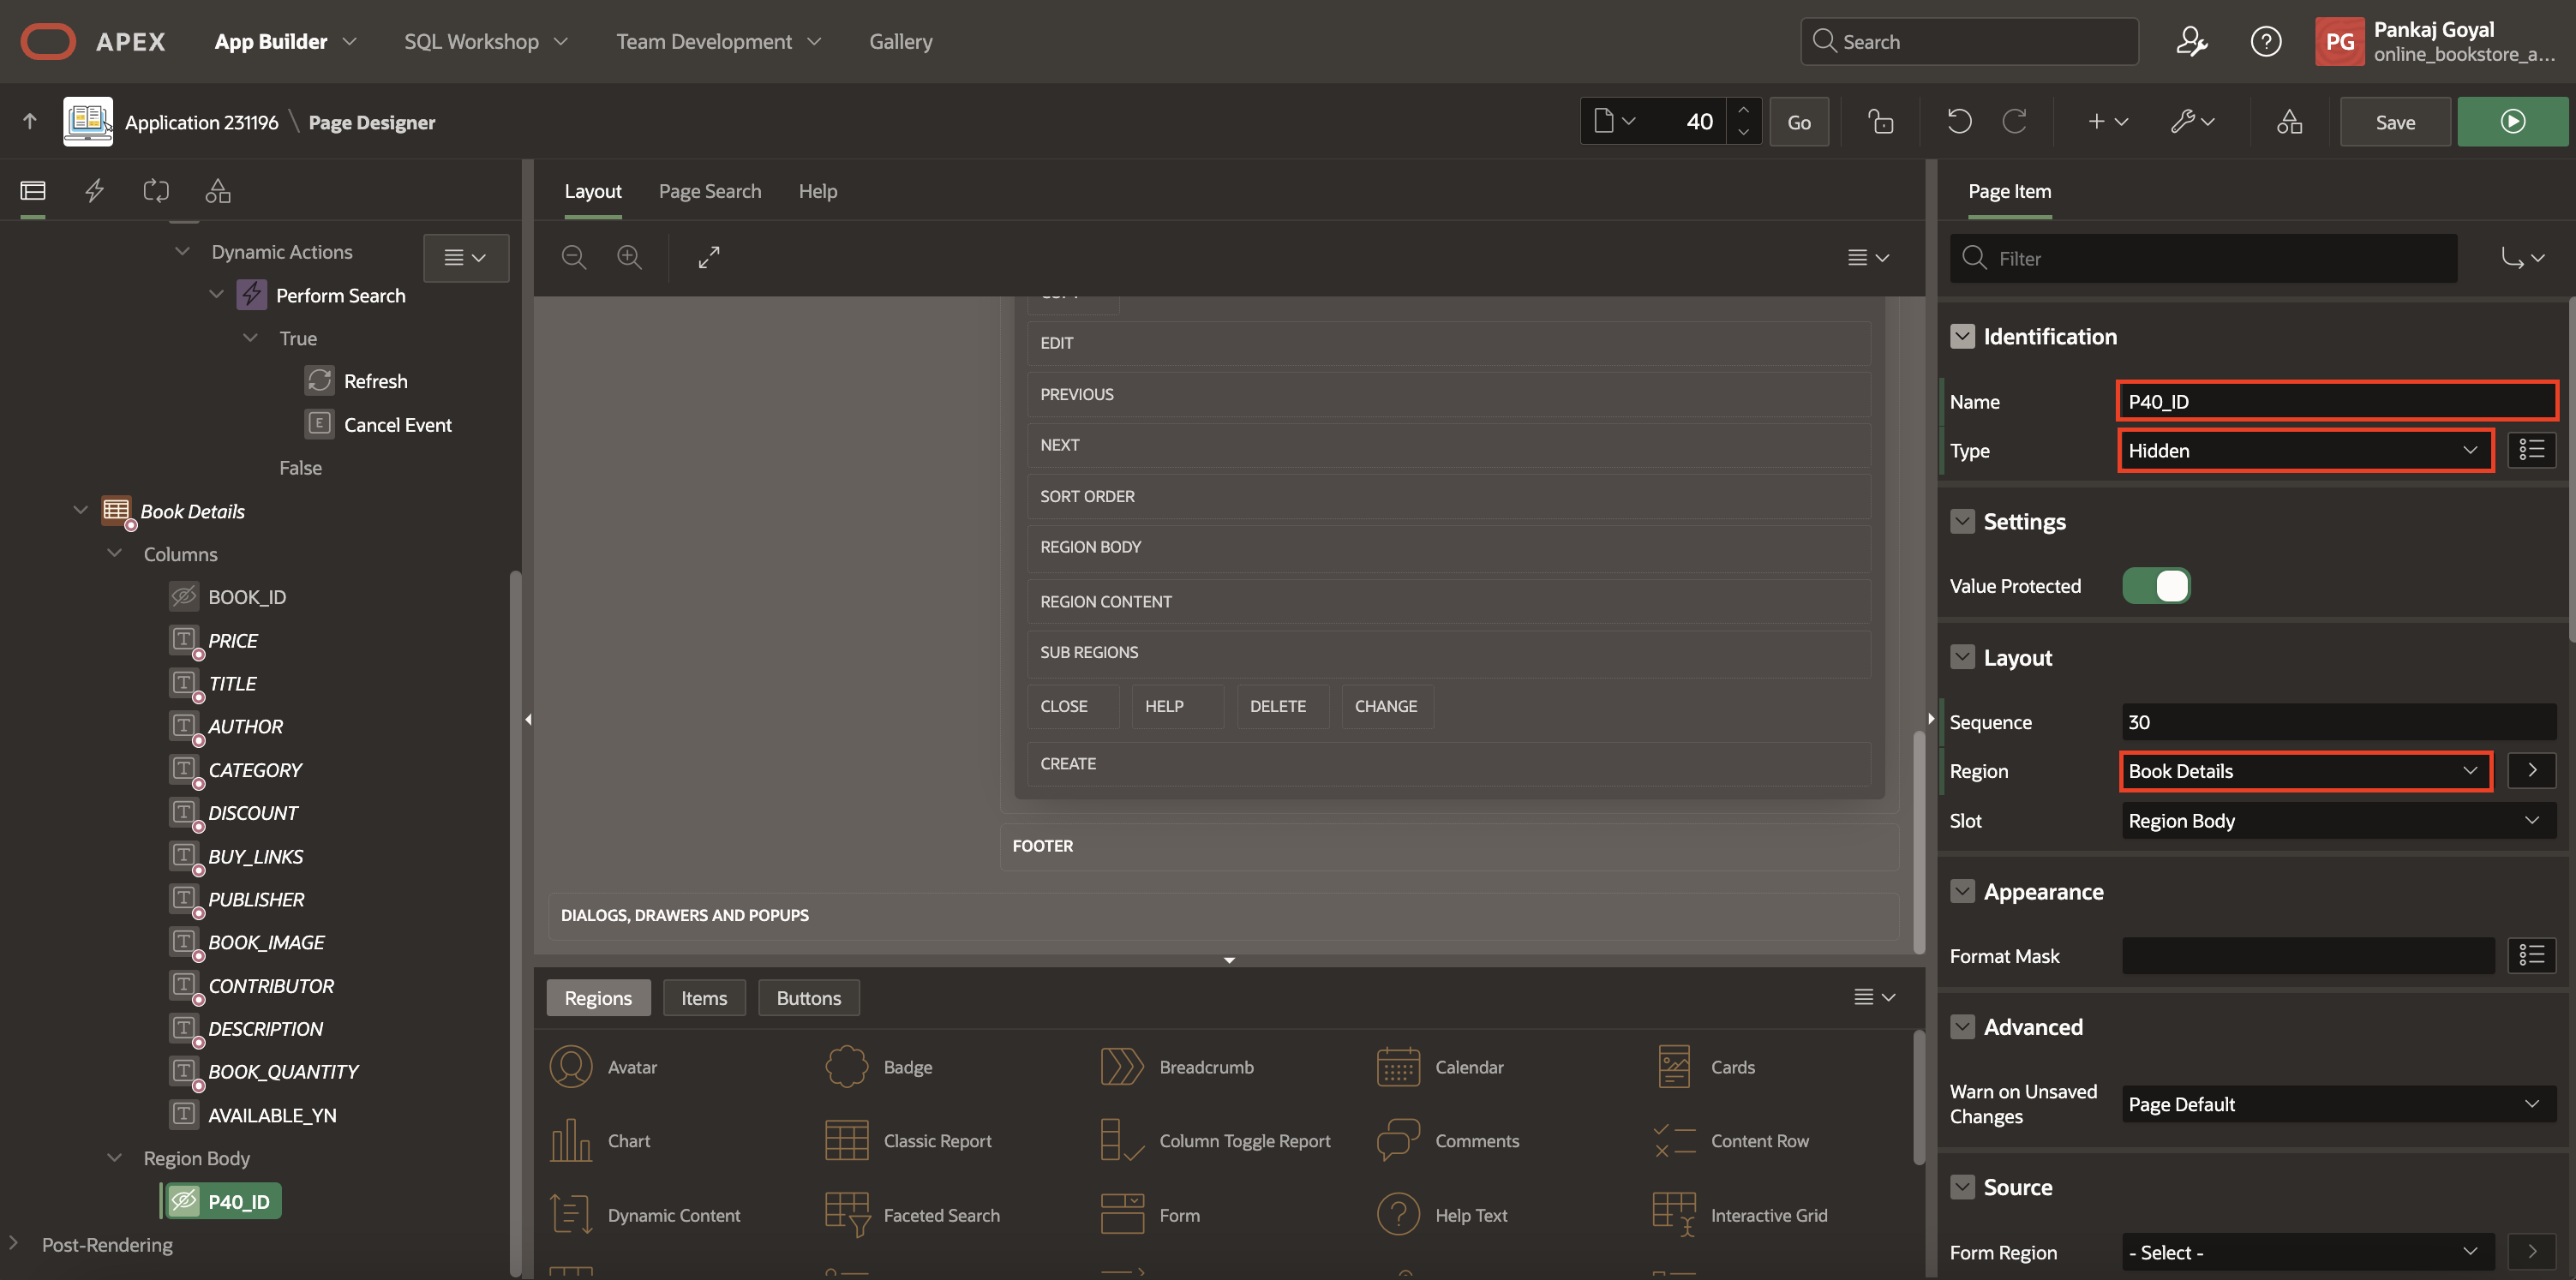 APEX App Builder SQL Workshop Team Development Gallery Search PG Pankaj Goyal
online_bookstore_a...
Application 231196 \ Page Designer 40 Go Save
Layout Page Search Help
Page Item
Dynamic Actions
Perform Search
True
Refresh
E Cancel Event
False
Book Details
Columns
BOOK_ID
PRICE
TITLE
AUTHOR
CATEGORY
DISCOUNT
BUY_LINKS
PUBLISHER
BOOK_IMAGE
CONTRIBUTOR
DESCRIPTION
BOOK_QUANTITY
AVAILABLE_YN
Region Body
P40_ID
Post-Rendering
EDIT
PREVIOUS
NEXT
SORT ORDER
REGION BODY
REGION CONTENT
SUB REGIONS
CLOSE HELP DELETE CHANGE
CREATE
FOOTER
DIALOGS, DRAWERS AND POPUPS
Regions Items Buttons
Avatar Badge Breadcrumb Calendar Cards
Chart Classic Report Column Toggle Report Comments Content Row
Dynamic Content Faceted Search Form Help Text Interactive Grid
Filter
Identification
Name P40_ID
Type Hidden
Settings
Value Protected
Layout
Sequence 30
Region Book Details
Slot Region Body
Appearance
Format Mask
Advanced
Warn on Unsaved
Changes Page Default
Source
Form Region - Select -